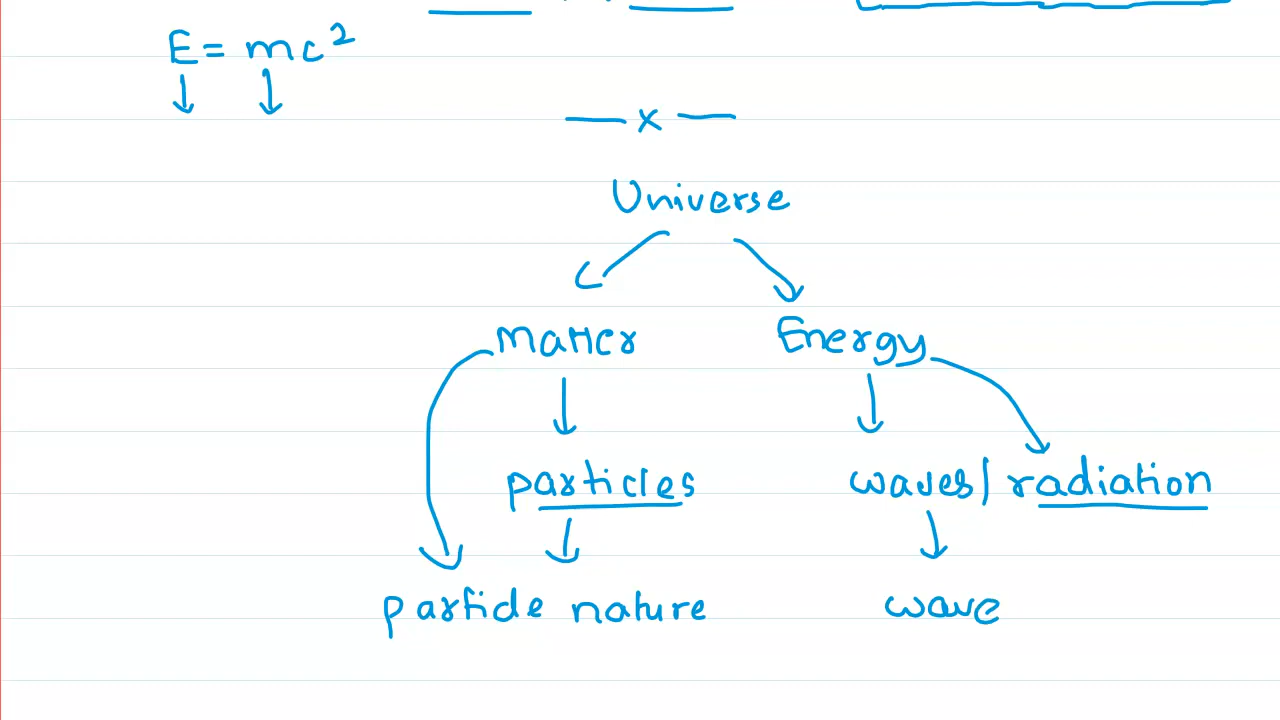 E = mc²
— x —
Universe
Matter Energy
particles waves/ radiation
particle nature wave